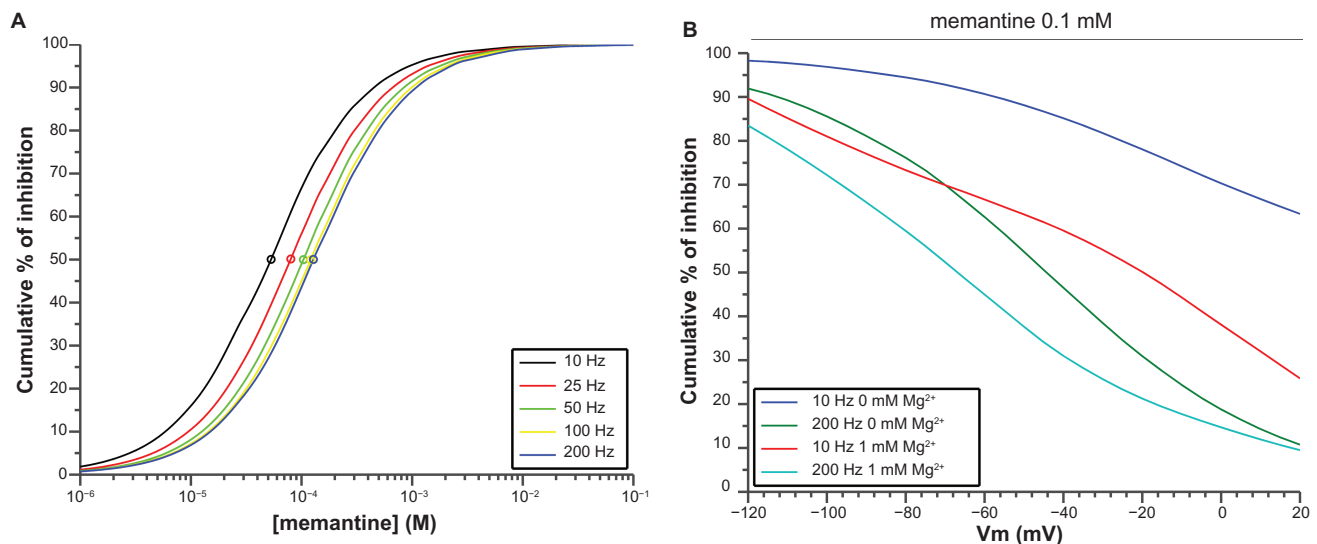 A
100
90
80
70
60
50
40
30
20
10
0
Cumulative % of inhibition
10⁻⁶
10⁻⁵
10⁻⁴
10⁻³
10⁻²
10⁻¹
[memantine] (M)
10 Hz
25 Hz
50 Hz
100 Hz
200 Hz
B
memantine 0.1 mM
100
90
80
70
60
50
40
30
20
10
0
Cumulative % of inhibition
−120
−100
−80
−60
−40
−20
0
20
Vm (mV)
10 Hz 0 mM Mg²⁺
200 Hz 0 mM Mg²⁺
10 Hz 1 mM Mg²⁺
200 Hz 1 mM Mg²⁺